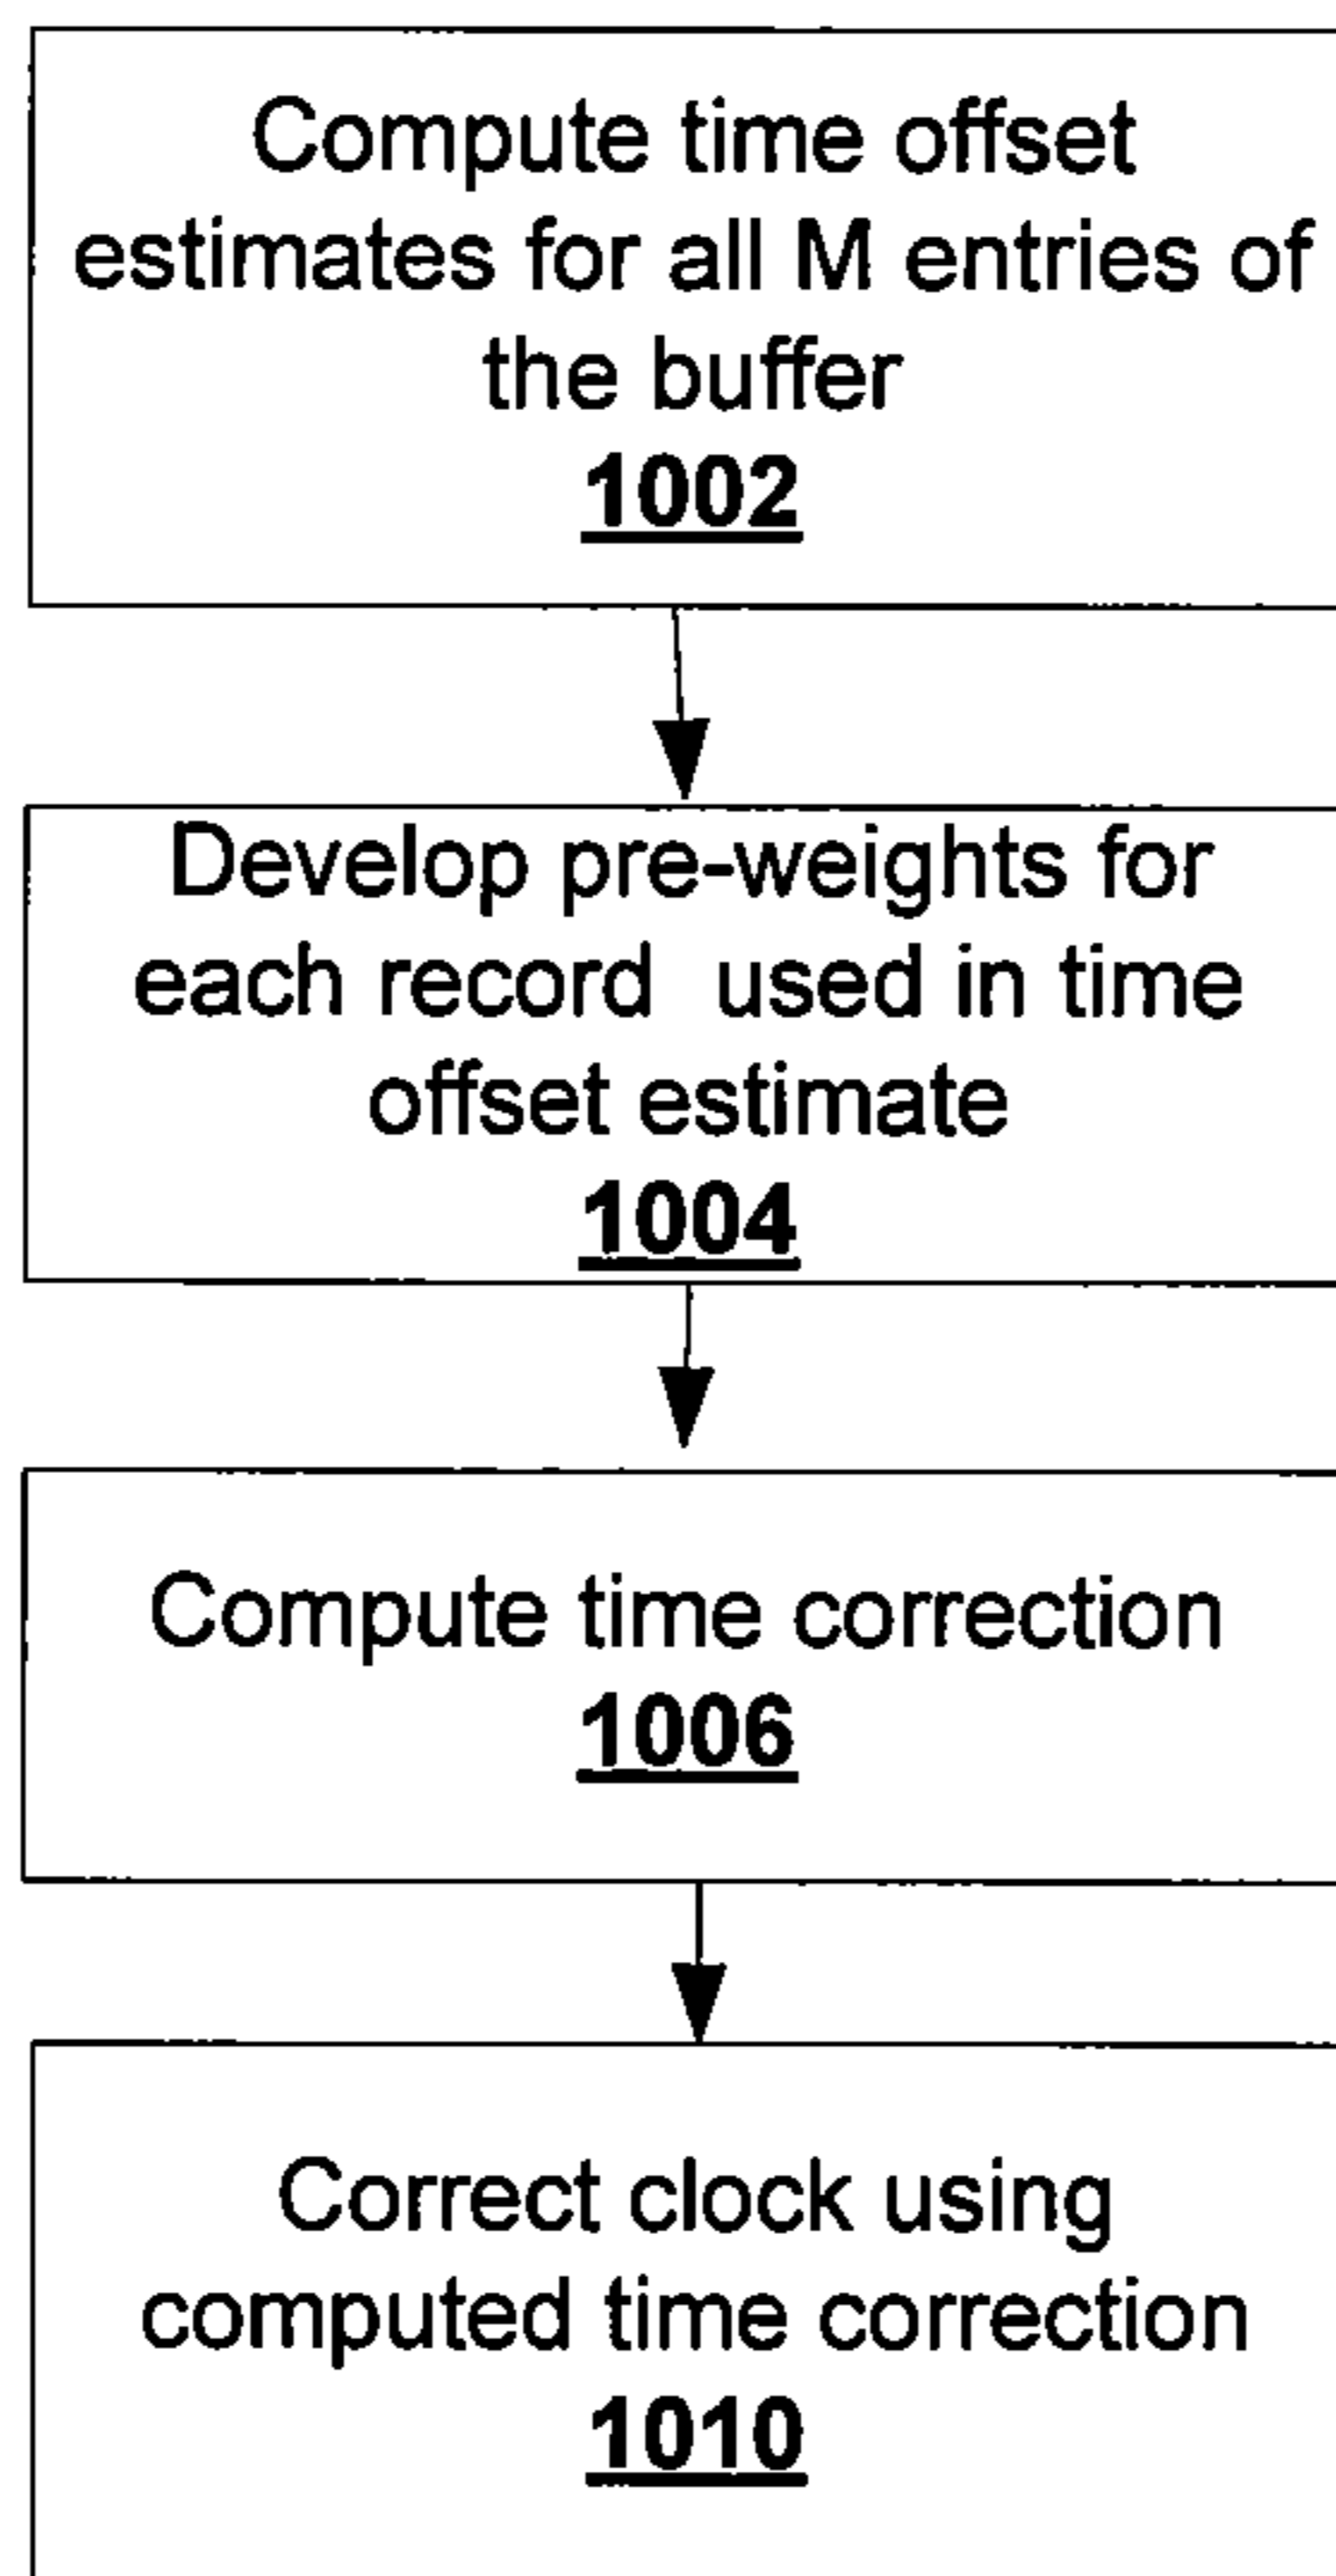 Compute time offset
estimates for all M entries of
the buffer
1002
Develop pre-weights for
each record used in time
offset estimate
1004
Compute time correction
1006
Correct clock using
computed time correction
1010